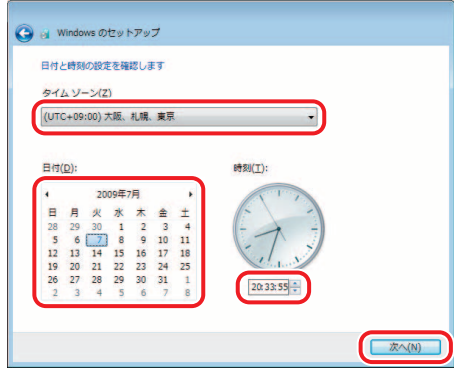 Windows のセットアップ
日付と時刻の設定を確認します
タイム ゾーン(Z)
(UTC+09:00) 大阪、札幌、東京
日付(D):
時刻(T):
2009年7月
日 月 火 水 木 金 土
28 29 30 1 2 3 4
5 6 7 8 9 10 11
12 13 14 15 16 17 18
19 20 21 22 23 24 25
26 27 28 29 30 31 1
2 3 4 5 6 7 8
20:33:55
次へ(N)